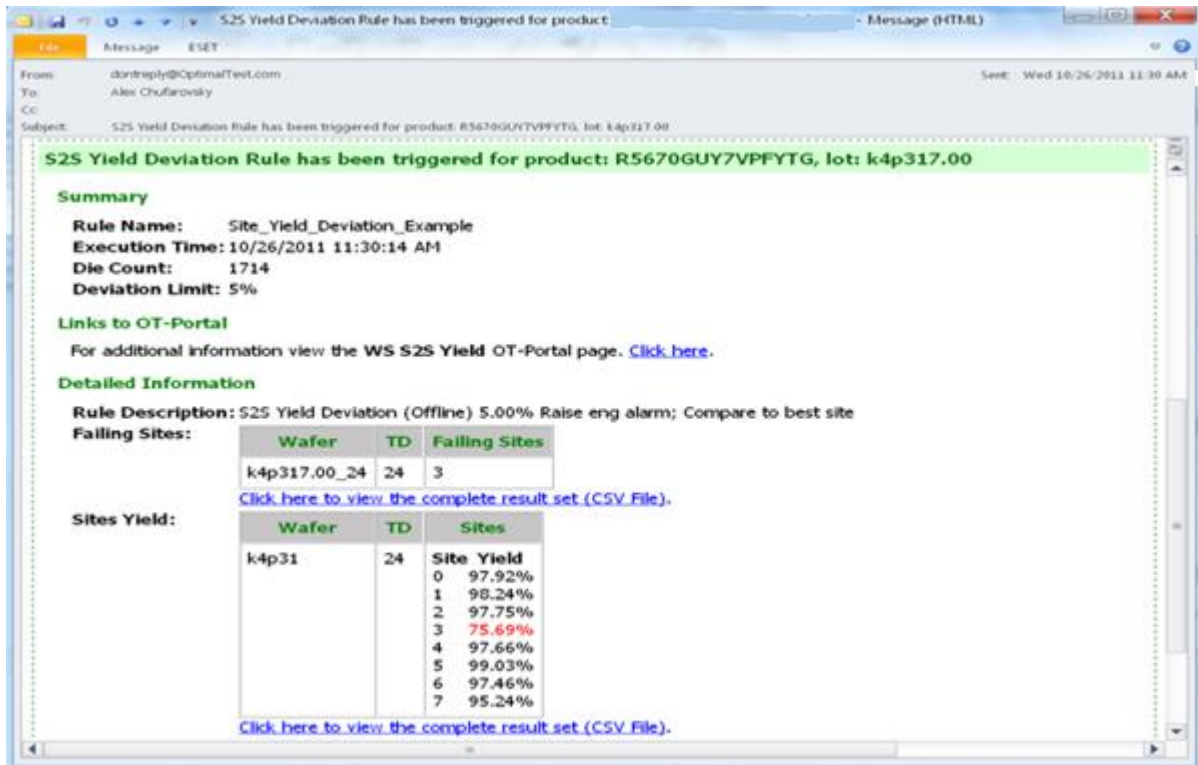 S2S Yield Deviation Rule has been triggered for product: - Message (HTML)
File Message ESET
From: dontreply@OptimalTest.com Sent: Wed 10/26/2011 11:30 AM
To: Alex Chufarovsky
Cc:
Subject: S2S Yield Deviation Rule has been triggered for product: R5670GUY7VPFYTG, lot: k4p317.00
S2S Yield Deviation Rule has been triggered for product: R5670GUY7VPFYTG, lot: k4p317.00
Summary
Rule Name: Site_Yield_Deviation_Example
Execution Time: 10/26/2011 11:30:14 AM
Die Count: 1714
Deviation Limit: 5%
Links to OT-Portal
For additional information view the WS S2S Yield OT-Portal page. Click here.
Detailed Information
Rule Description: S2S Yield Deviation (Offline) 5.00% Raise eng alarm; Compare to best site
Failing Sites:
Wafer TD Failing Sites
k4p317.00_24 24 3
Click here to view the complete result set (CSV File).
Sites Yield:
Wafer TD Sites
k4p31 24 Site Yield
0 97.92%
1 98.24%
2 97.75%
3 75.69%
4 97.66%
5 99.03%
6 97.46%
7 95.24%
Click here to view the complete result set (CSV File).